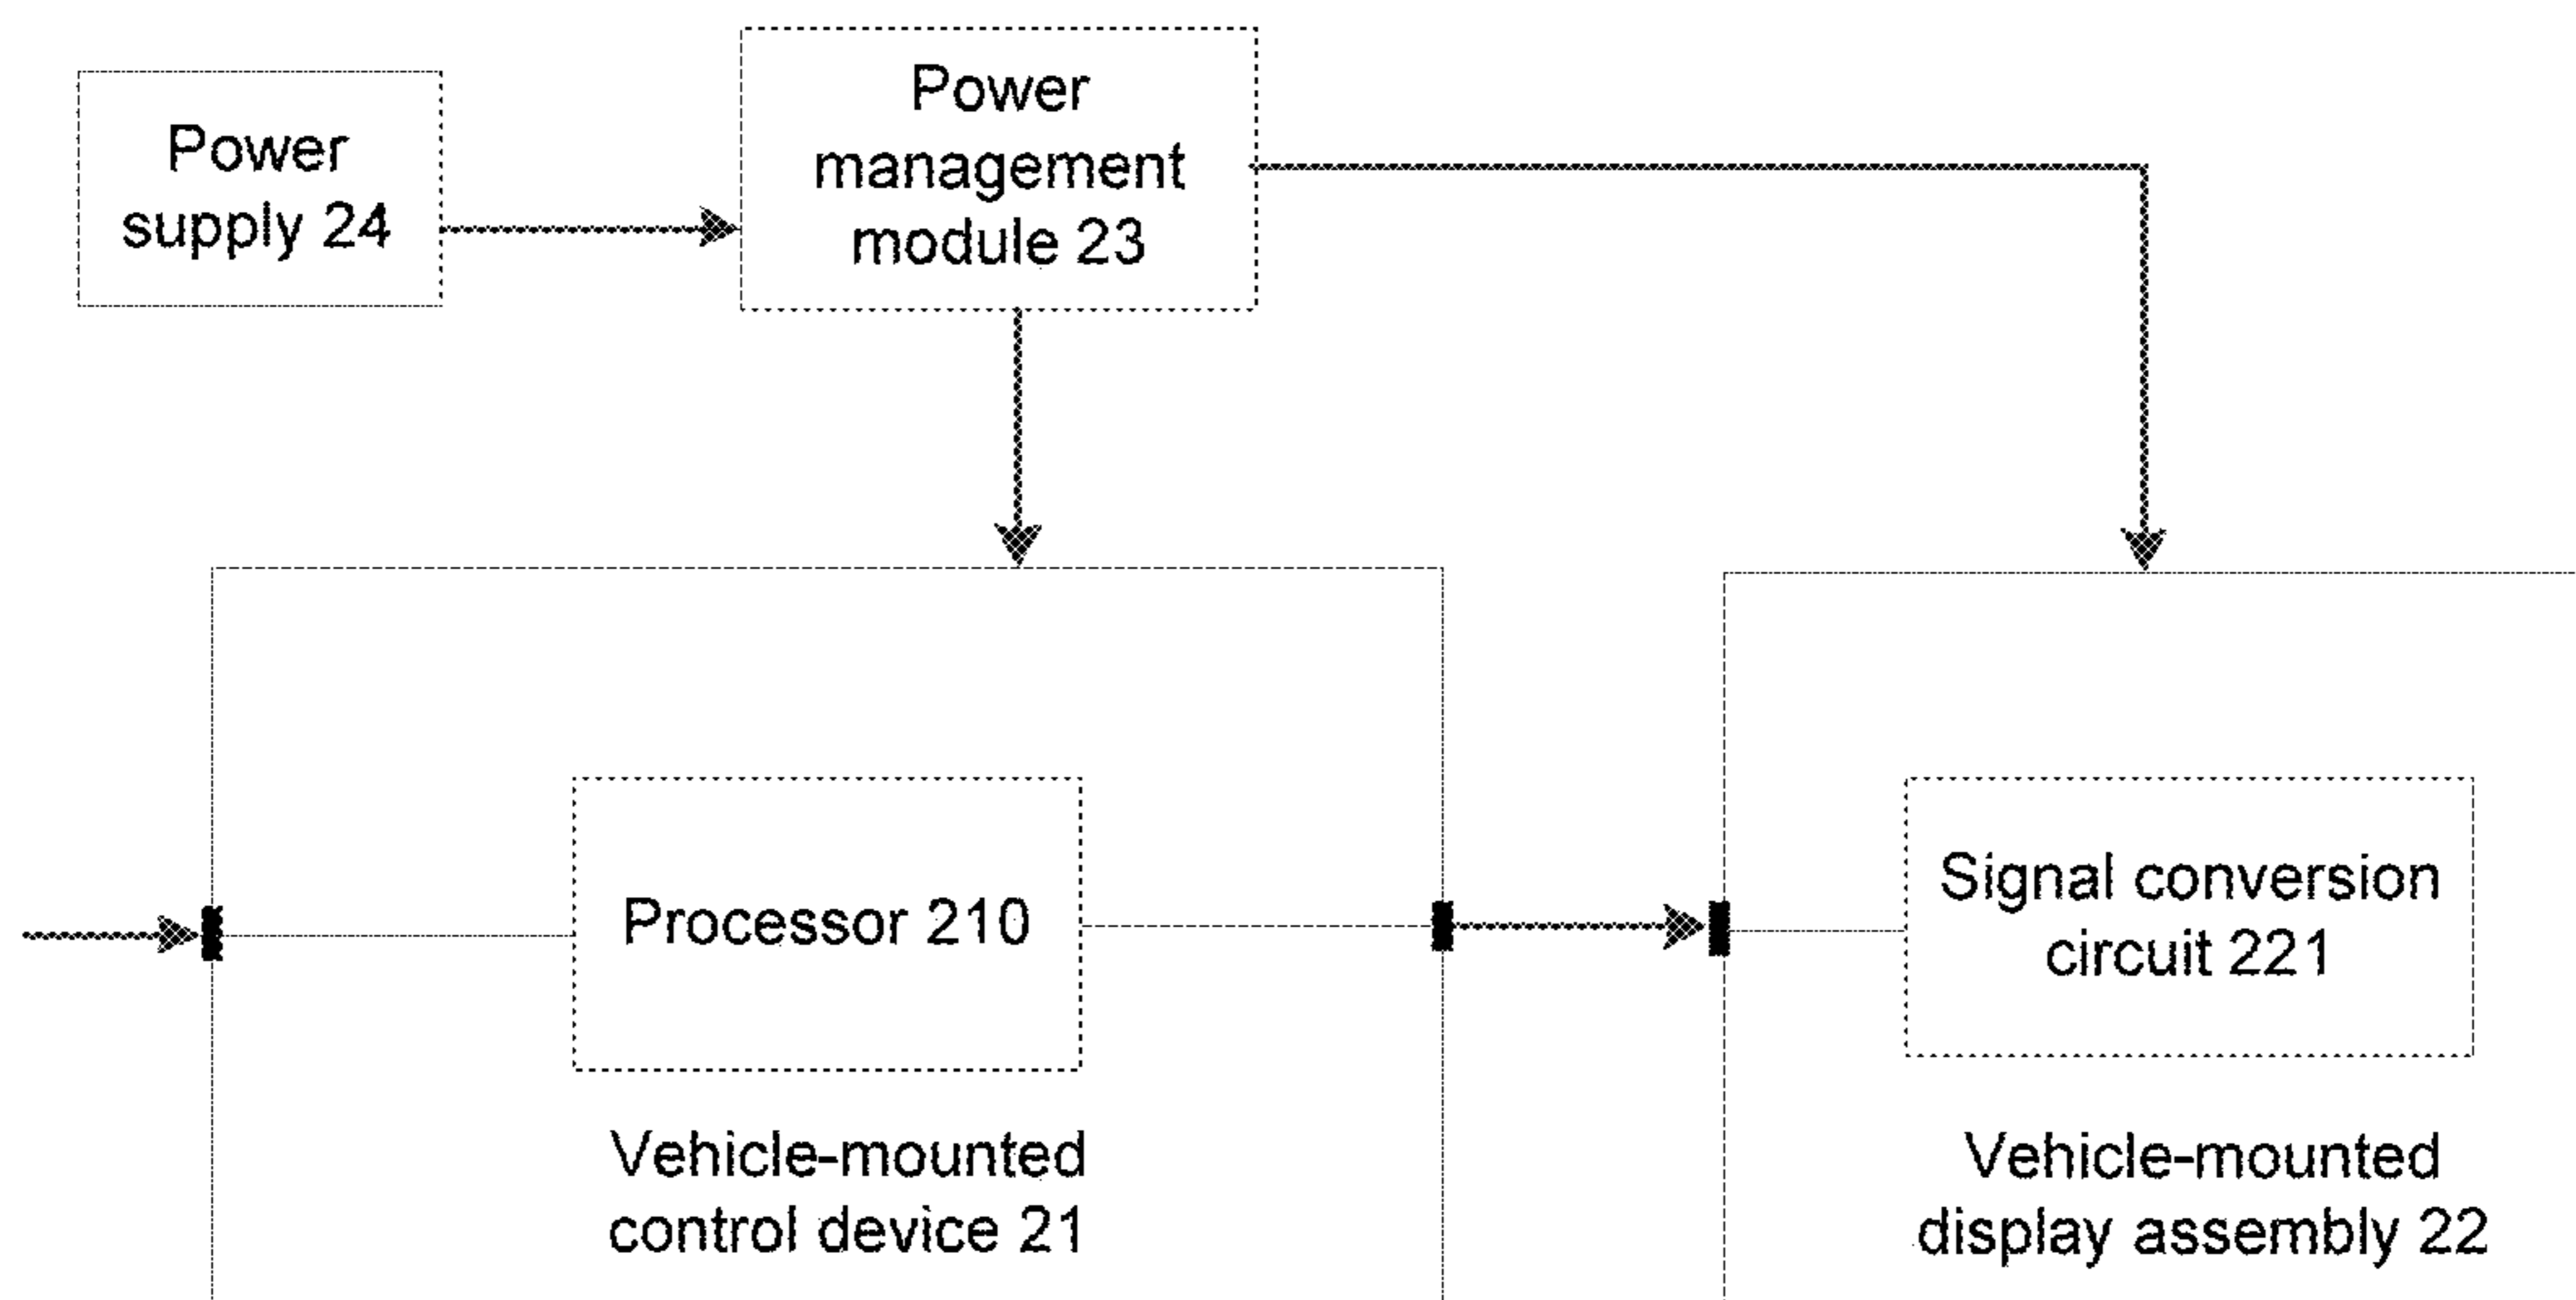 Power
supply 24
Power
management
module 23
Processor 210
Vehicle-mounted
control device 21
Signal conversion
circuit 221
Vehicle-mounted
display assembly 22